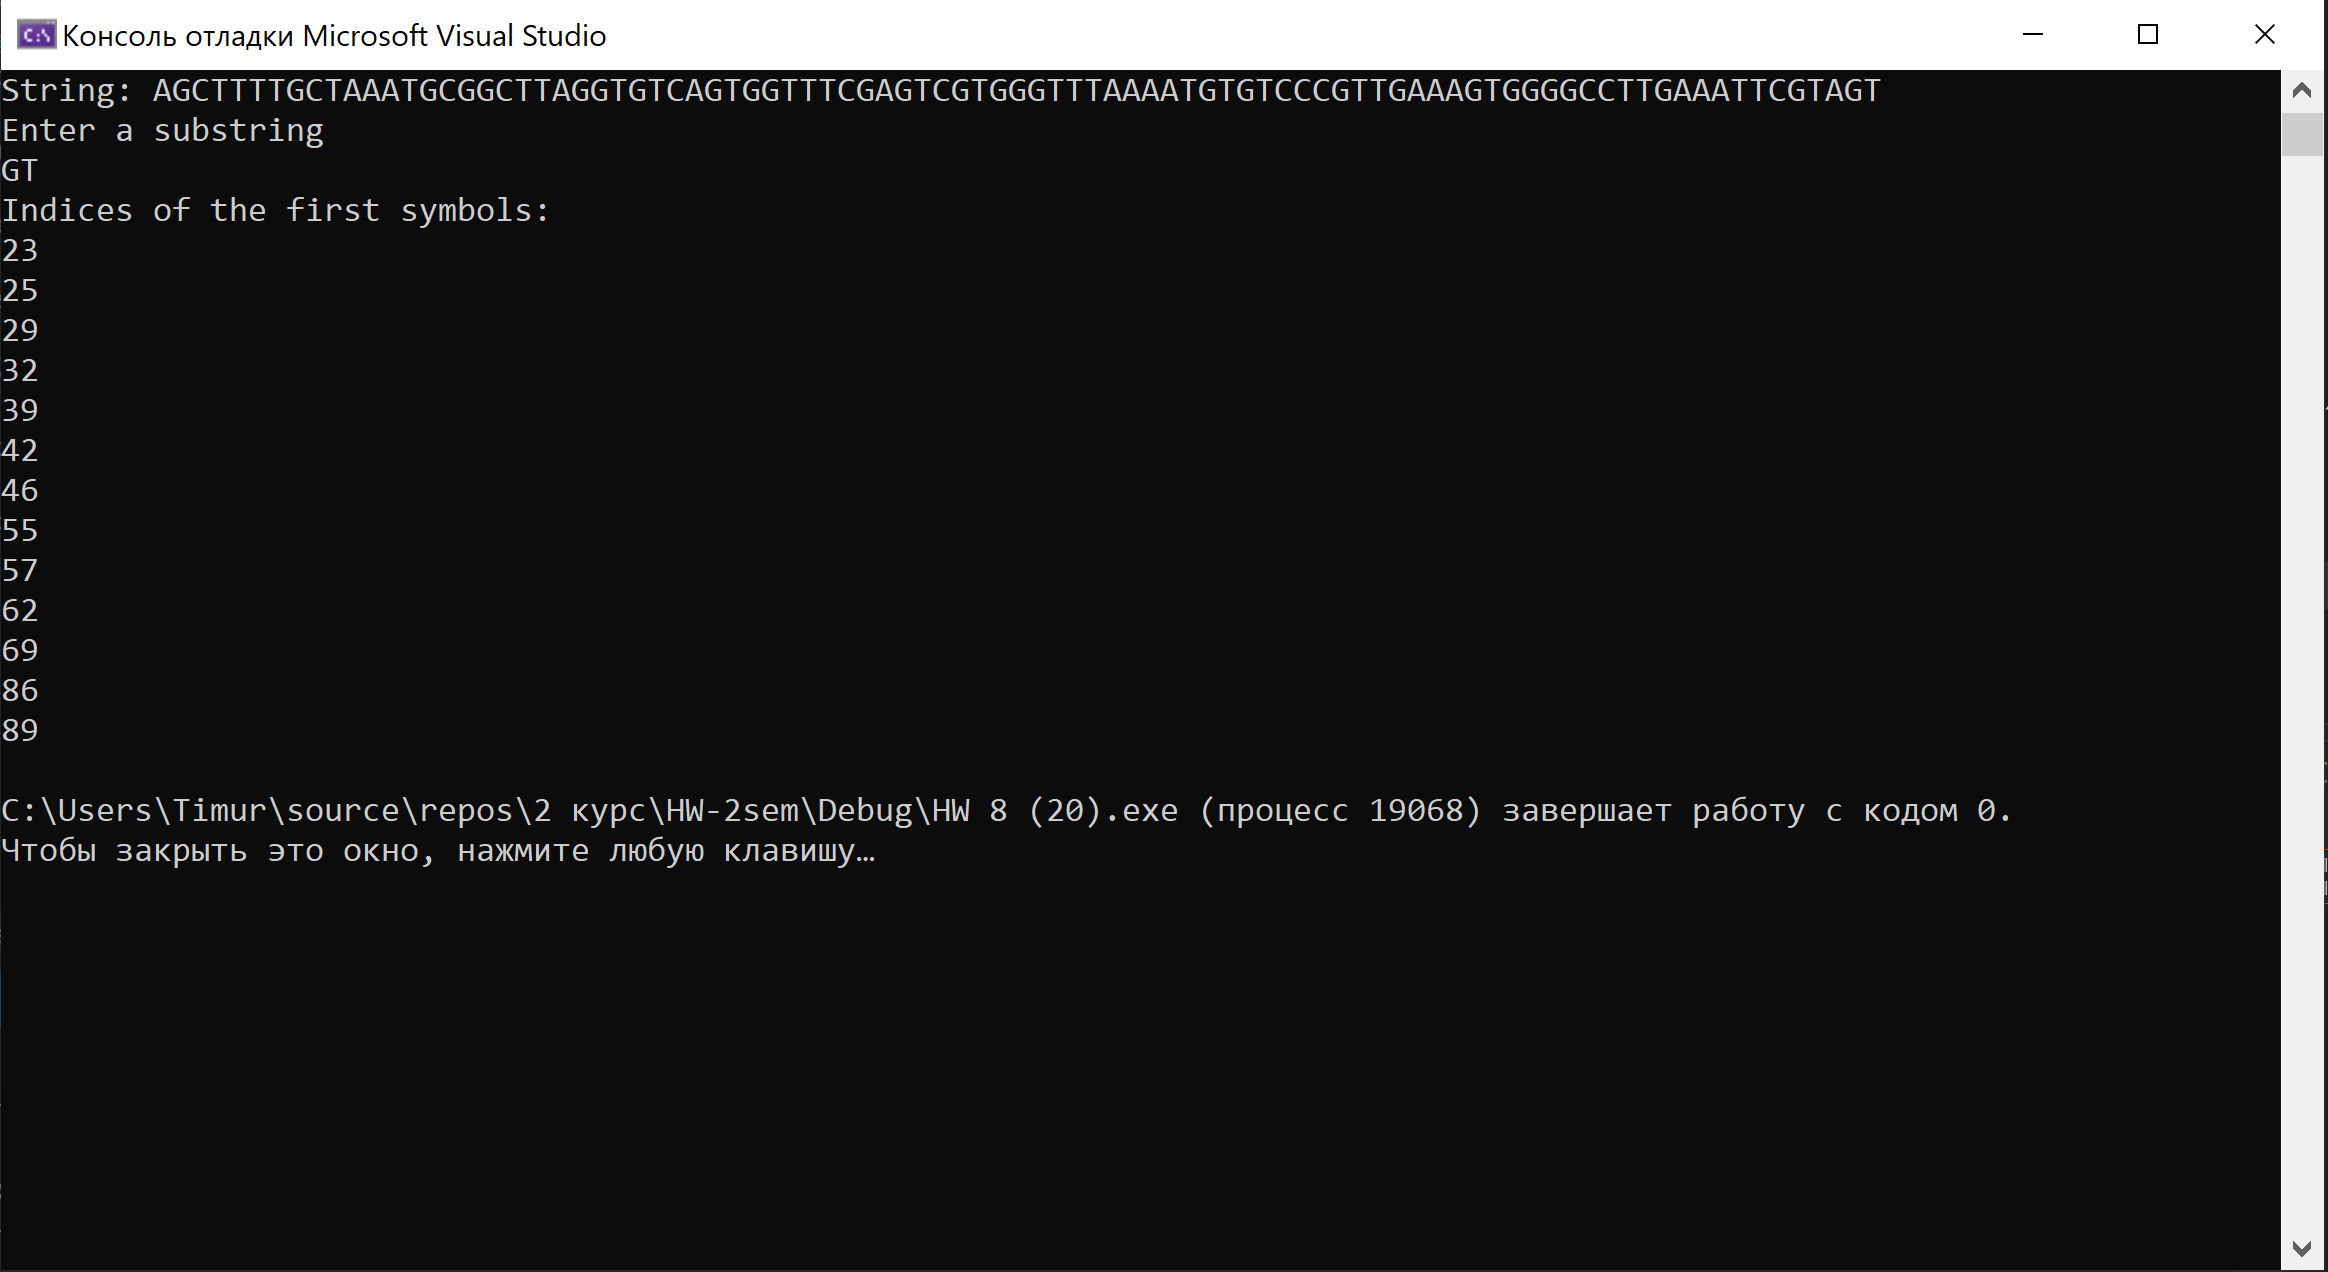 C:\ Консоль отладки Microsoft Visual Studio
String: AGCTTTTGCTAAATGCGGCTTAGGTGTCAGTGGTTTCGAGTCGTGGGTTTAAAATGTGTCCCGTTGAAAGTGGGGCCTTGAAATTCGTAGT
Enter a substring
GT
Indices of the first symbols:
23
25
29
32
39
42
46
55
57
62
69
86
89
C:\Users\Timur\source\repos\2 курс\HW-2sem\Debug\HW 8 (20).exe (процесс 19068) завершает работу с кодом 0.
Чтобы закрыть это окно, нажмите любую клавишу…